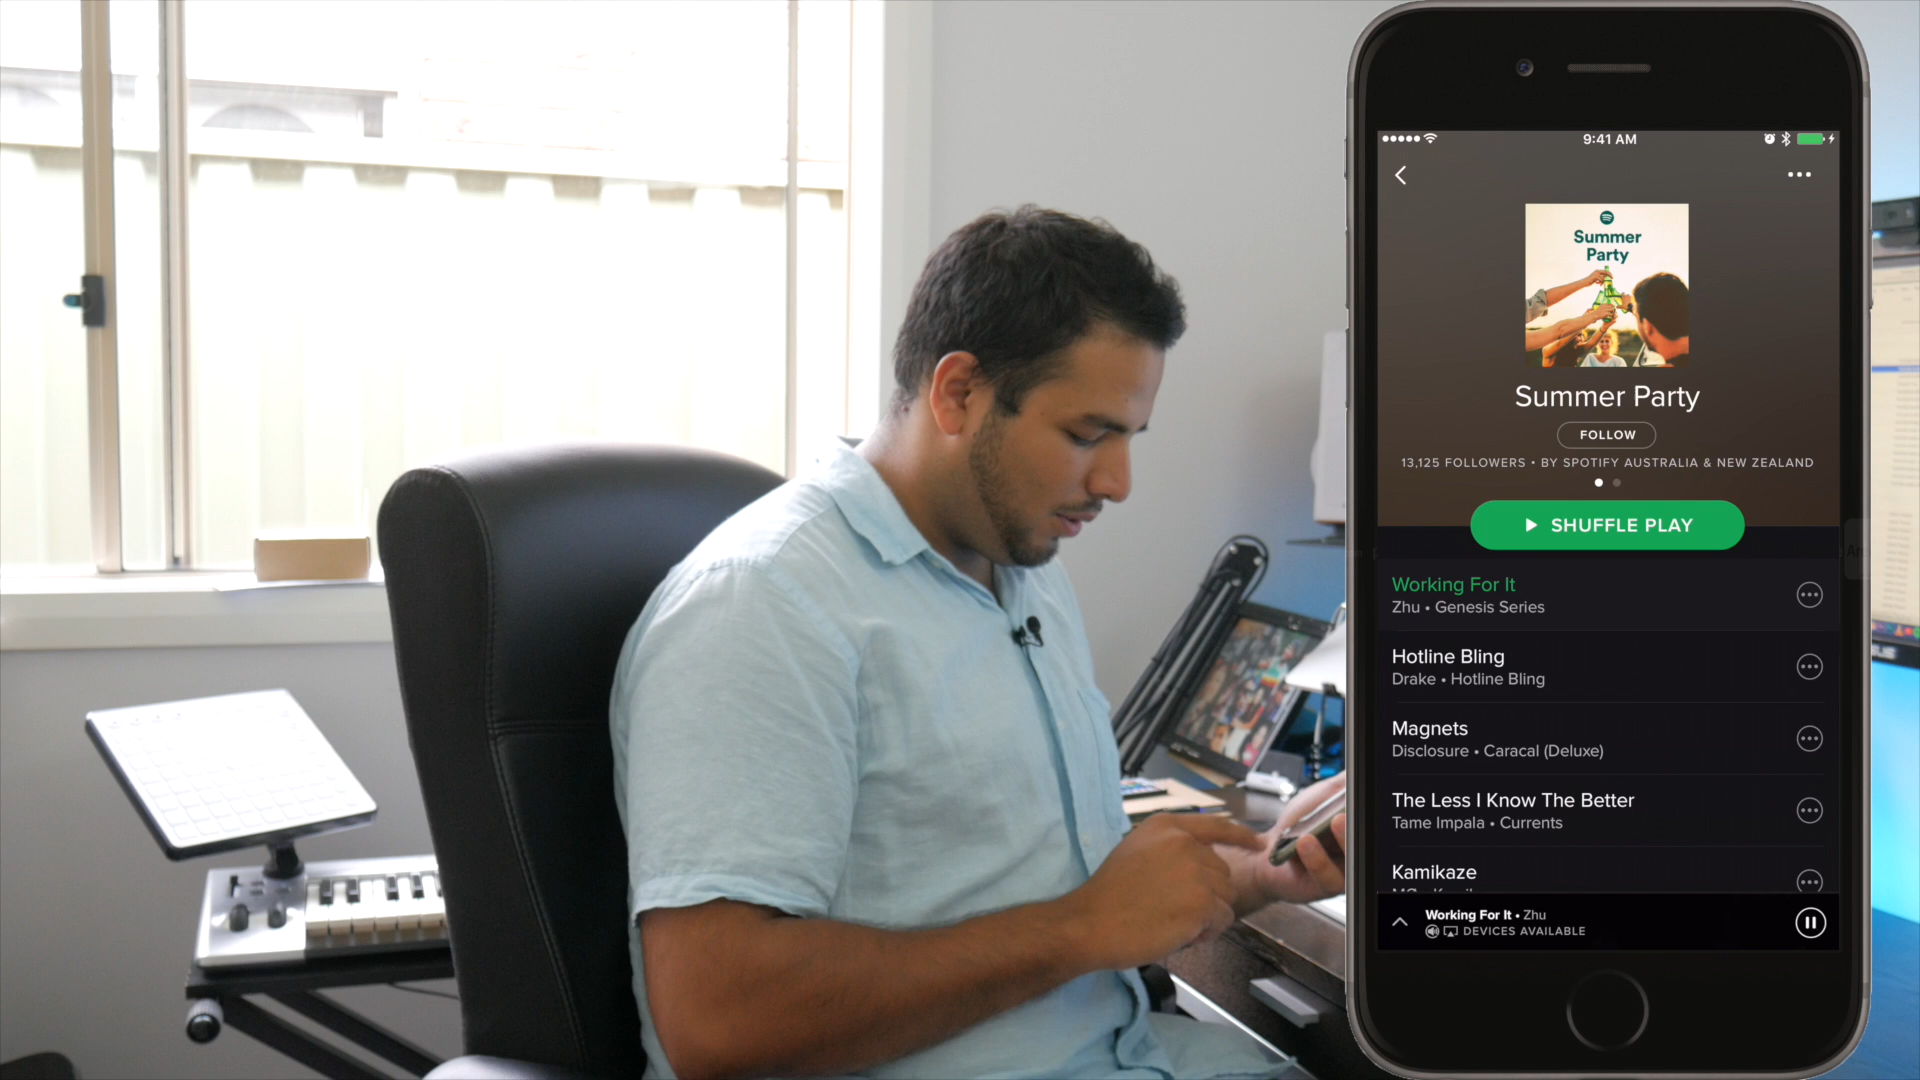 9:41 AM
Summer
Party
Summer Party
FOLLOW
13,125 FOLLOWERS • BY SPOTIFY AUSTRALIA & NEW ZEALAND
SHUFFLE PLAY
Working For It
Zhu • Genesis Series
Hotline Bling
Drake • Hotline Bling
Magnets
Disclosure • Caracal (Deluxe)
The Less I Know The Better
Tame Impala • Currents
Kamikaze
Working For It • Zhu
DEVICES AVAILABLE